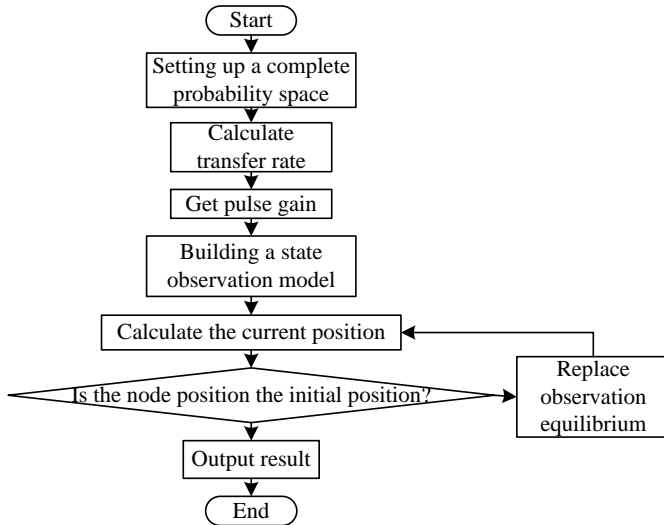 Start
Setting up a complete
probability space
Calculate
transfer rate
Get pulse gain
Building a state
observation model
Calculate the current position
Is the node position the initial position?
Replace
observation
equilibrium
Output result
End